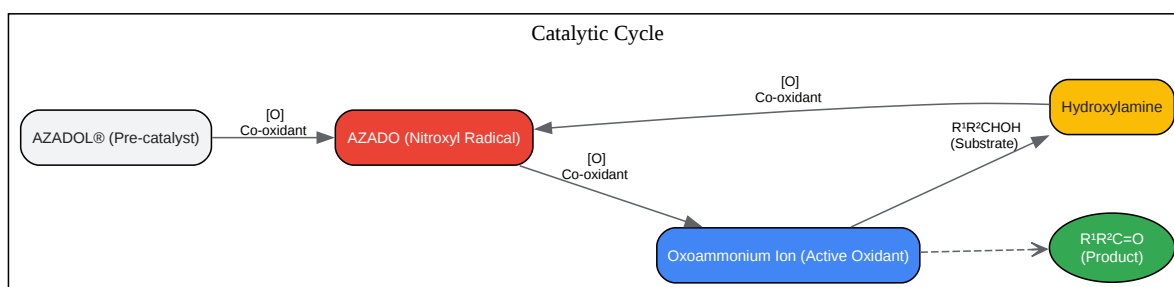 Catalytic Cycle
AZADOL® (Pre-catalyst)
[O]
Co-oxidant
AZADO (Nitroxyl Radical)
[O]
Co-oxidant
[O]
Co-oxidant
Hydroxylamine
R¹R²CHOH
(Substrate)
Oxoammonium Ion (Active Oxidant)
R¹R²C=O
(Product)